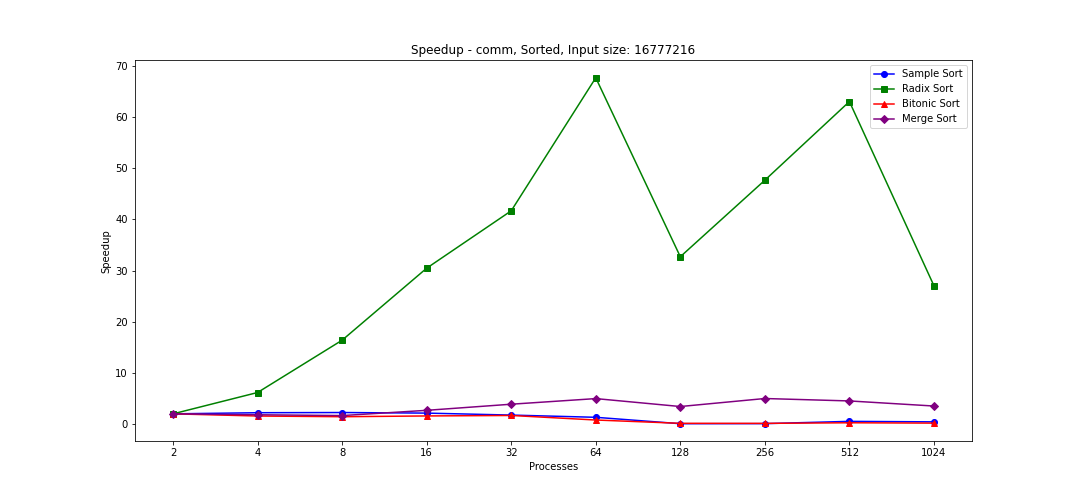 Speedup - comm, Sorted, Input size: 16777216
Sample Sort
Radix Sort
Bitonic Sort
Merge Sort
Speedup
70
60
50
40
30
20
10
0
2 4 8 16 32 64 128 256 512 1024
Processes